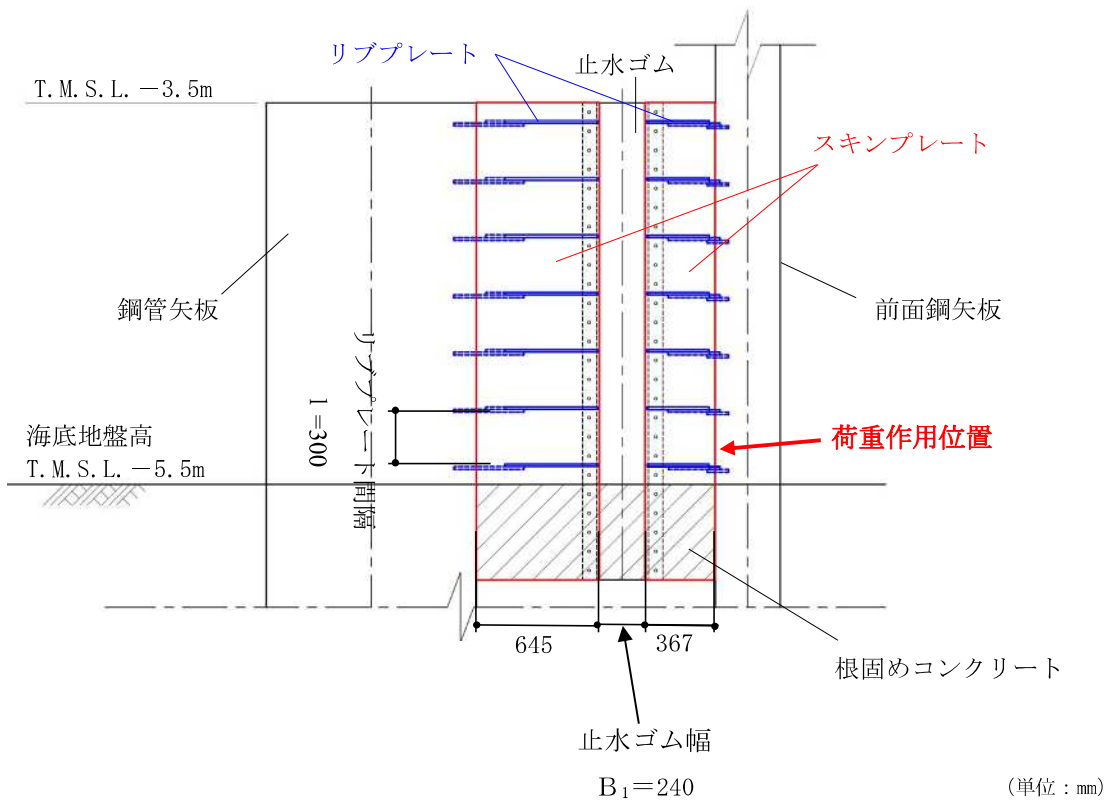 リブプレート
止水ゴム
T.M.S.L. －3.5m
スキンプレート
鋼管矢板
前面鋼矢板
リブプレート間隔
l =300
荷重作用位置
海底地盤高
T.M.S.L. －5.5m
645
367
根固めコンクリート
止水ゴム幅
B₁＝240
(単位：mm)